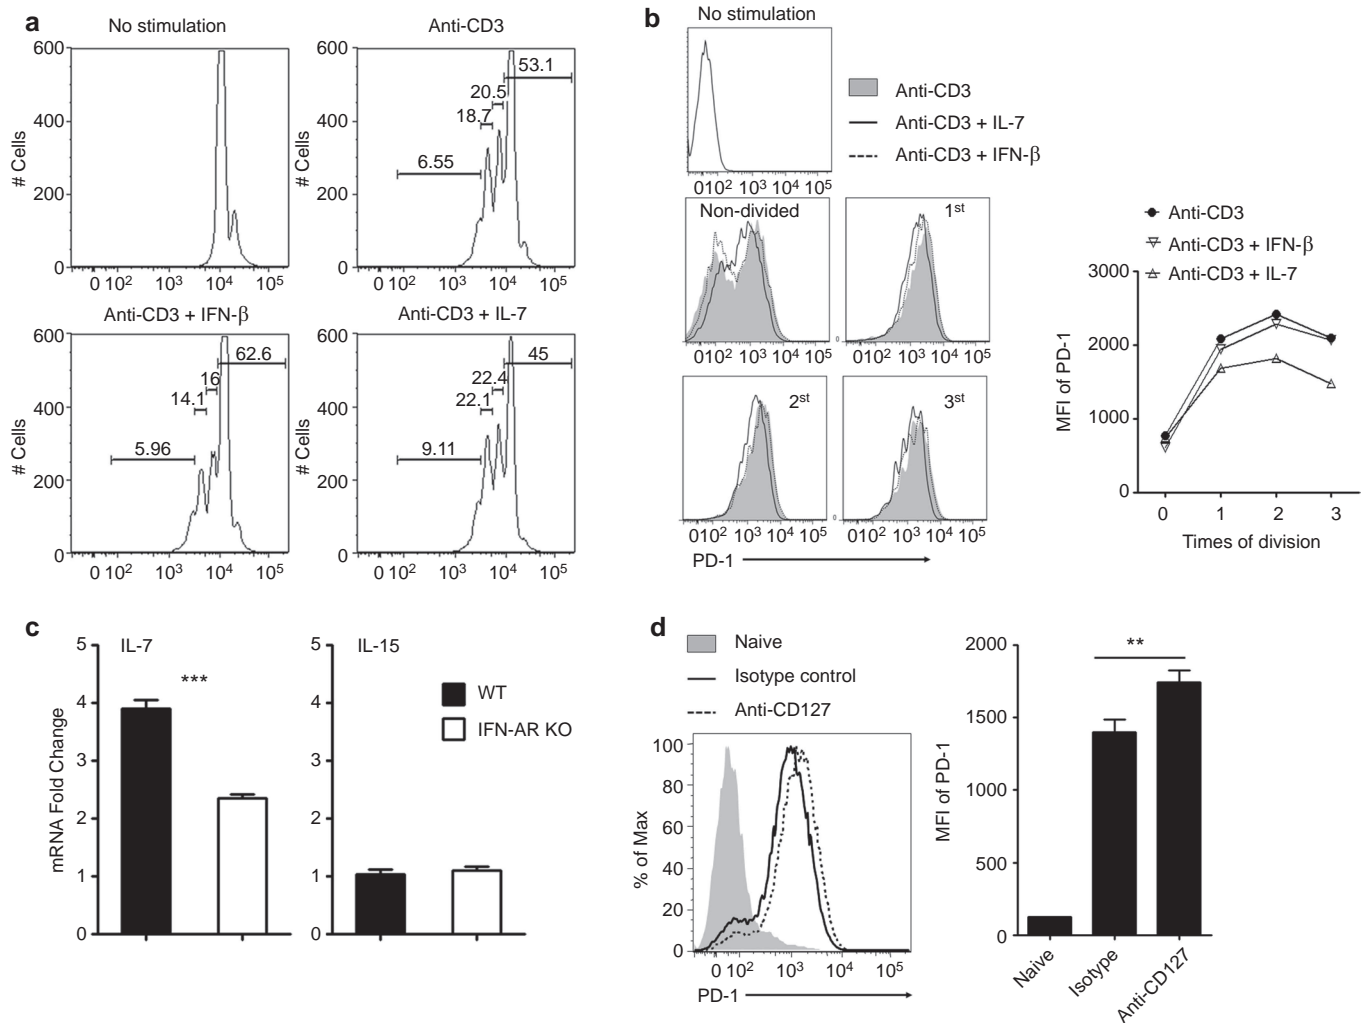 a
No stimulation
Anti-CD3
600
400
200
0
# Cells
0 10² 10³ 10⁴ 10⁵
600
400
200
0
# Cells
53.1
20.5
18.7
6.55
0 10² 10³ 10⁴ 10⁵
Anti-CD3 + IFN-β
Anti-CD3 + IL-7
600
400
200
0
# Cells
62.6
16
14.1
5.96
0 10² 10³ 10⁴ 10⁵
600
400
200
0
# Cells
45
22.4
22.1
9.11
0 10² 10³ 10⁴ 10⁵
b
No stimulation
010² 10³ 10⁴ 10⁵
Anti-CD3
Anti-CD3 + IL-7
Anti-CD3 + IFN-β
Non-divided
010² 10³ 10⁴ 10⁵
1st
0
010² 10³ 10⁴ 10⁵
2st
010² 10³ 10⁴ 10⁵
3st
0
010² 10³ 10⁴ 10⁵
PD-1
Anti-CD3
Anti-CD3 + IFN-β
Anti-CD3 + IL-7
3000
2000
1000
0
MFI of PD-1
0 1 2 3
Times of division
c
IL-7
5
4
3
2
1
0
mRNA Fold Change
***
IL-15
5
4
3
2
1
0
WT
IFN-AR KO
d
Naive
Isotype control
Anti-CD127
100
80
60
40
20
0
% of Max
0 10² 10³ 10⁴ 10⁵
PD-1
2000
1500
1000
500
0
MFI of PD-1
**
Naive
Isotype
Anti-CD127